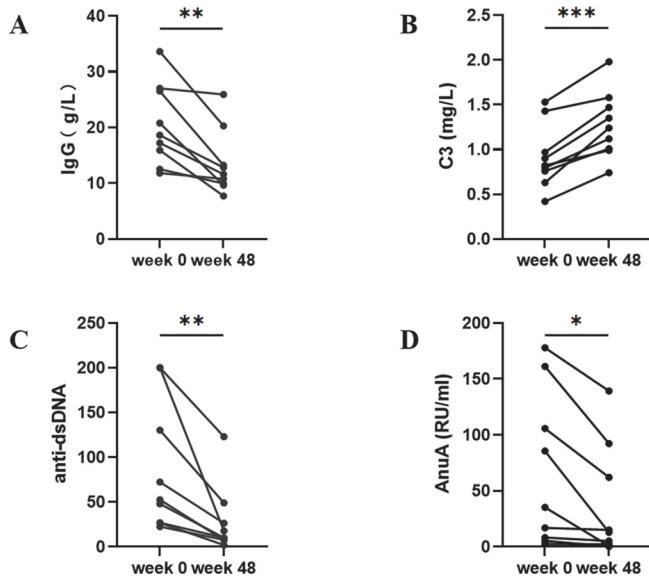 A
**
IgG ( g/L)
40
30
20
10
0
week 0 week 48
B
***
C3 (mg/L)
2.5
2.0
1.5
1.0
0.5
0.0
week 0 week 48
C
**
anti-dsDNA
250
200
150
100
50
0
week 0 week 48
D
*
AnuA (RU/ml)
200
150
100
50
0
week 0 week 48